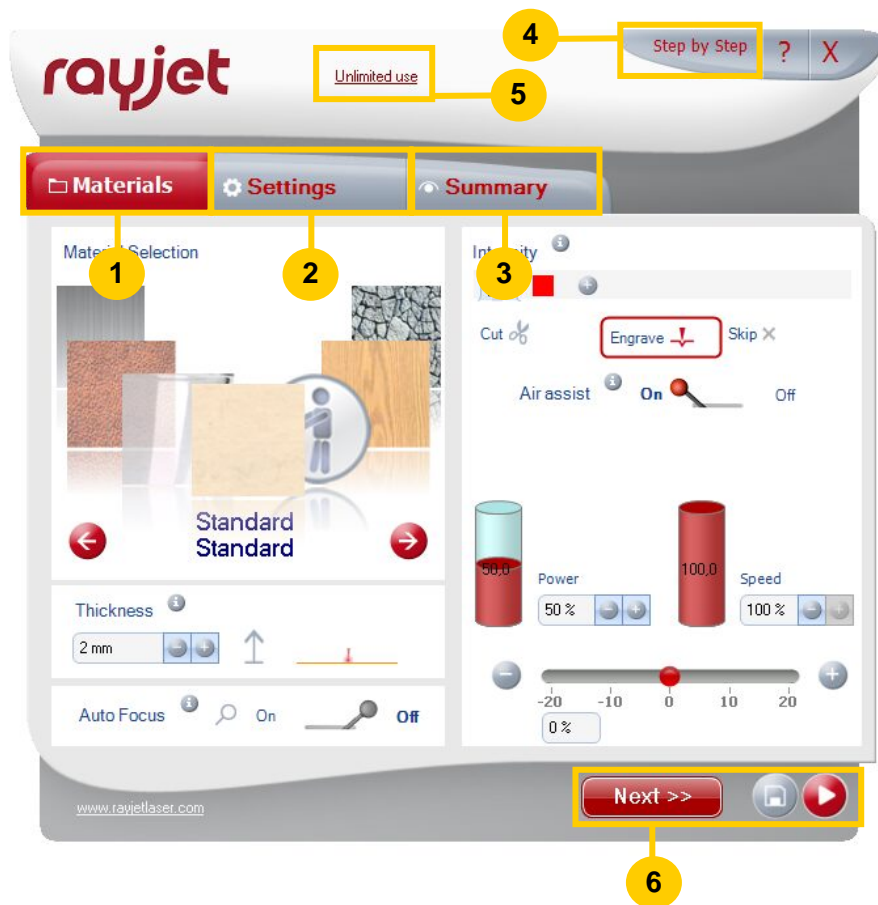 4
Step by Step
?
X
rayjet
Unlimited use
5
Materials
Settings
Summary
1
2
3
Material Selection
Intensity
Cut
Engrave
Skip
Air assist
On
Off
Standard
Standard
50,0
Power
50 %
100,0
Speed
100 %
Thickness
2 mm
-20
-10
0
10
20
0 %
Auto Focus
On
Off
www.rayjetlaser.com
Next >>
6